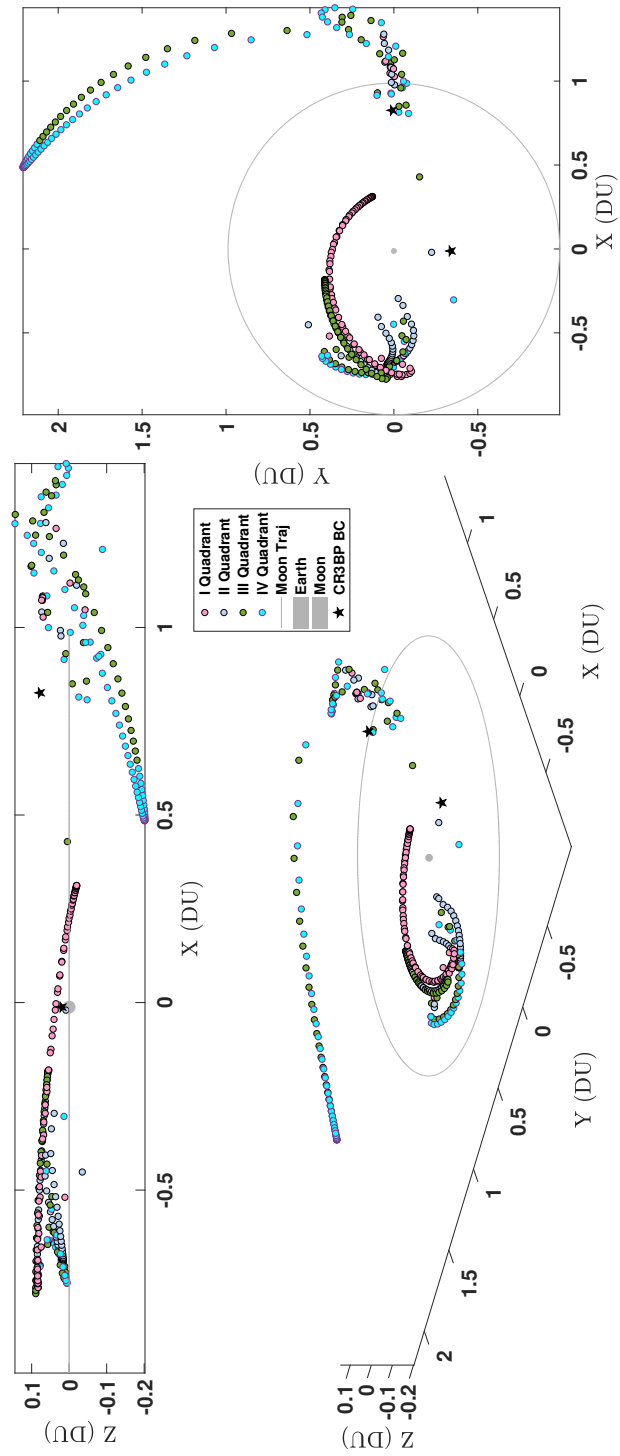 Z (DU)
0.1
0
-0.1
-0.2
-0.5 0 0.5 1
X (DU)
I Quadrant
II Quadrant
III Quadrant
IV Quadrant
Moon Traj
Earth
Moon
CR3BP BC
Z (DU)
0.1
0
-0.1
-0.2
2 1.5 1 0.5 0 -0.5
Y (DU)
-0.5 0 0.5 1
X (DU)
Y (DU)
2
1.5
1
0.5
0
-0.5
-0.5 0 0.5 1
X (DU)